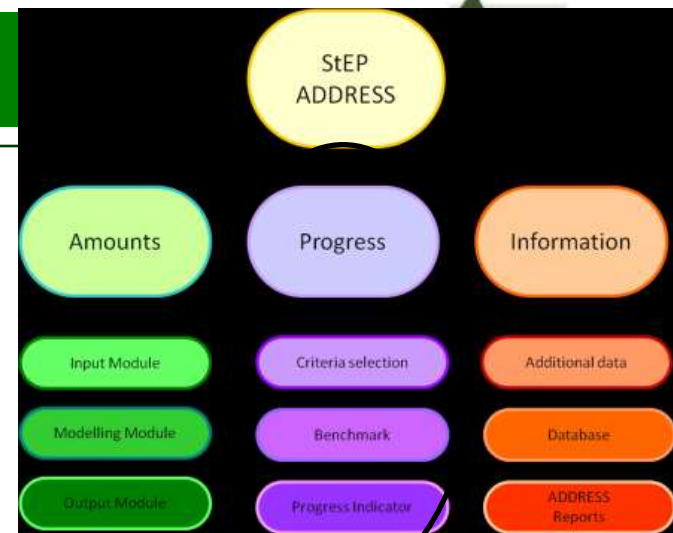 StEP
ADDRESS
Amounts
Progress
Information
Input Module
Criteria selection
Additional data
Modelling Module
Benchmark
Database
Output Module
Progress Indicator
ADDRESS
Reports